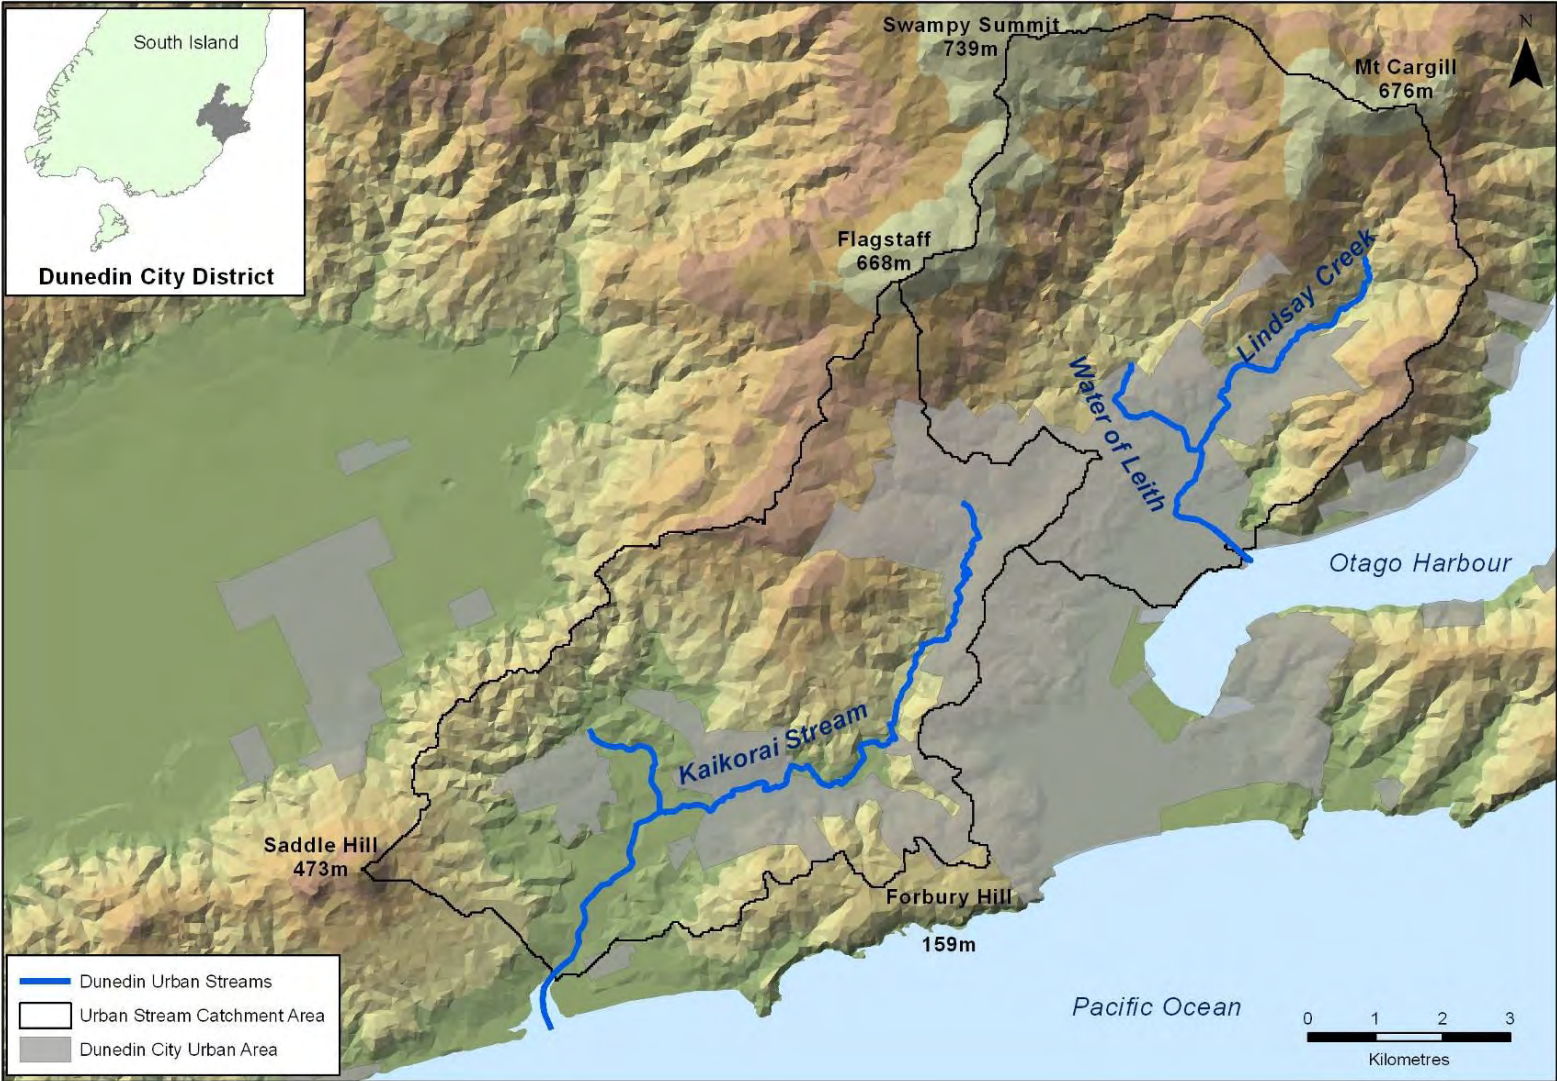 South Island
Dunedin City District
Swampy Summit
739m
N
Mt Cargill
676m
Flagstaff
668m
Lindsay Creek
Water of Leith
Otago Harbour
Kaikorai Stream
Saddle Hill
473m
Forbury Hill
159m
Pacific Ocean
Dunedin Urban Streams
Urban Stream Catchment Area
Dunedin City Urban Area
0 1 2 3
Kilometres